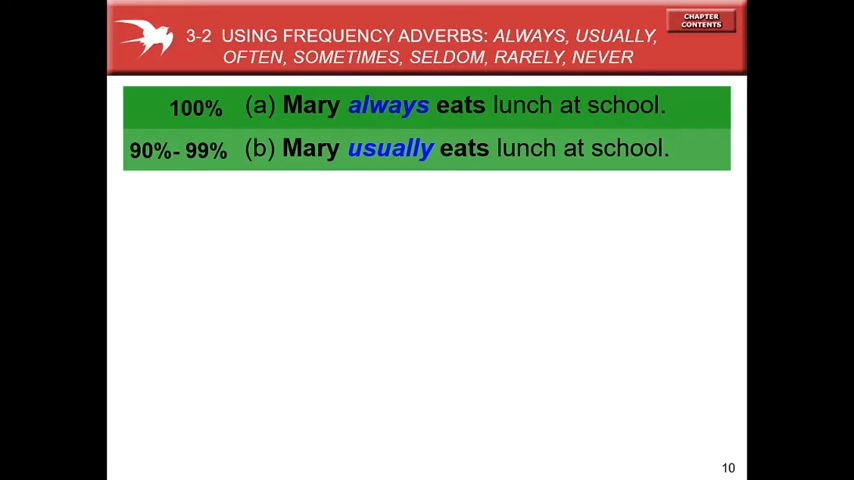 3-2 USING FREQUENCY ADVERBS: ALWAYS, USUALLY,
OFTEN, SOMETIMES, SELDOM, RARELY, NEVER
CHAPTER
CONTENTS
100% (a) Mary always eats lunch at school.
90%- 99% (b) Mary usually eats lunch at school.
10